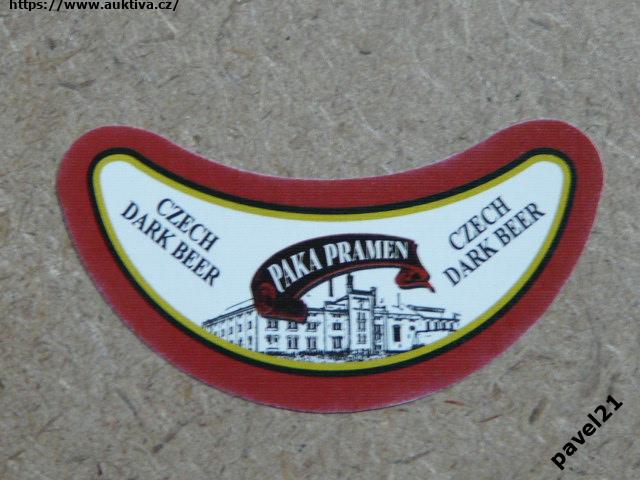 https://www.auktiva.cz/
CZECH
DARK BEER
PAKA PRAMEN
CZECH
DARK BEER
pavel21